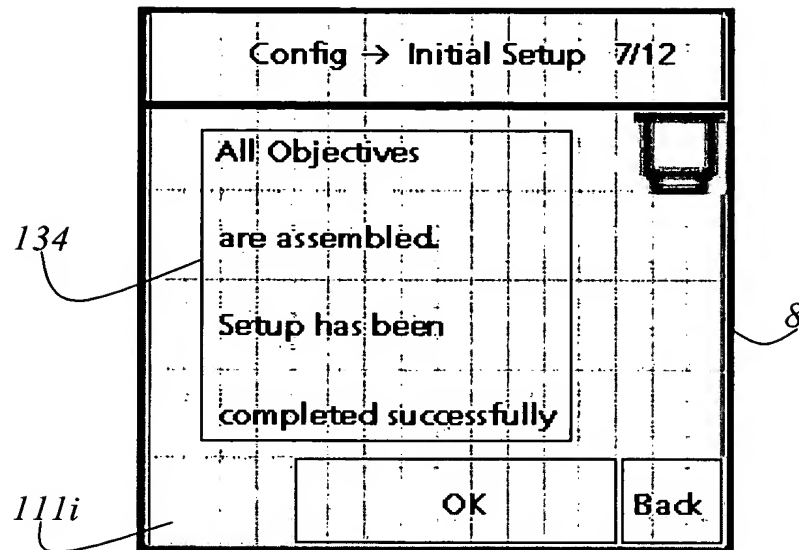 Config → Initial Setup 7/12
All Objectives
are assembled.
Setup has been
completed successfully
OK
Back
134
8
111i